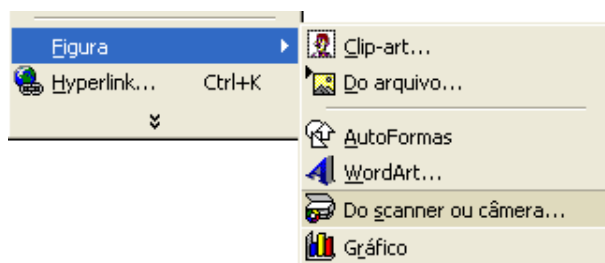 Figura
Hyperlink... Ctrl+K
Clip-art...
Do arquivo...
AutoFormas
WordArt...
Do scanner ou câmera...
Gráfico